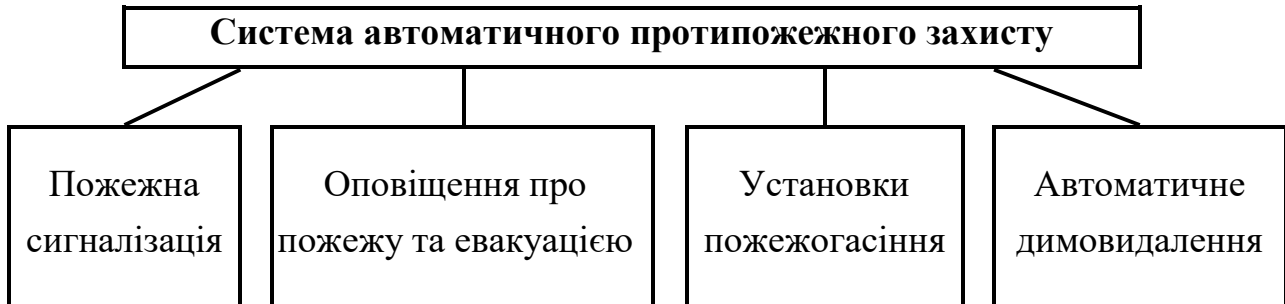 Система автоматичного протипожежного захисту
Пожежна
сигналізація
Оповіщення про
пожежу та евакуацією
Установки
пожежогасіння
Автоматичне
димовидалення